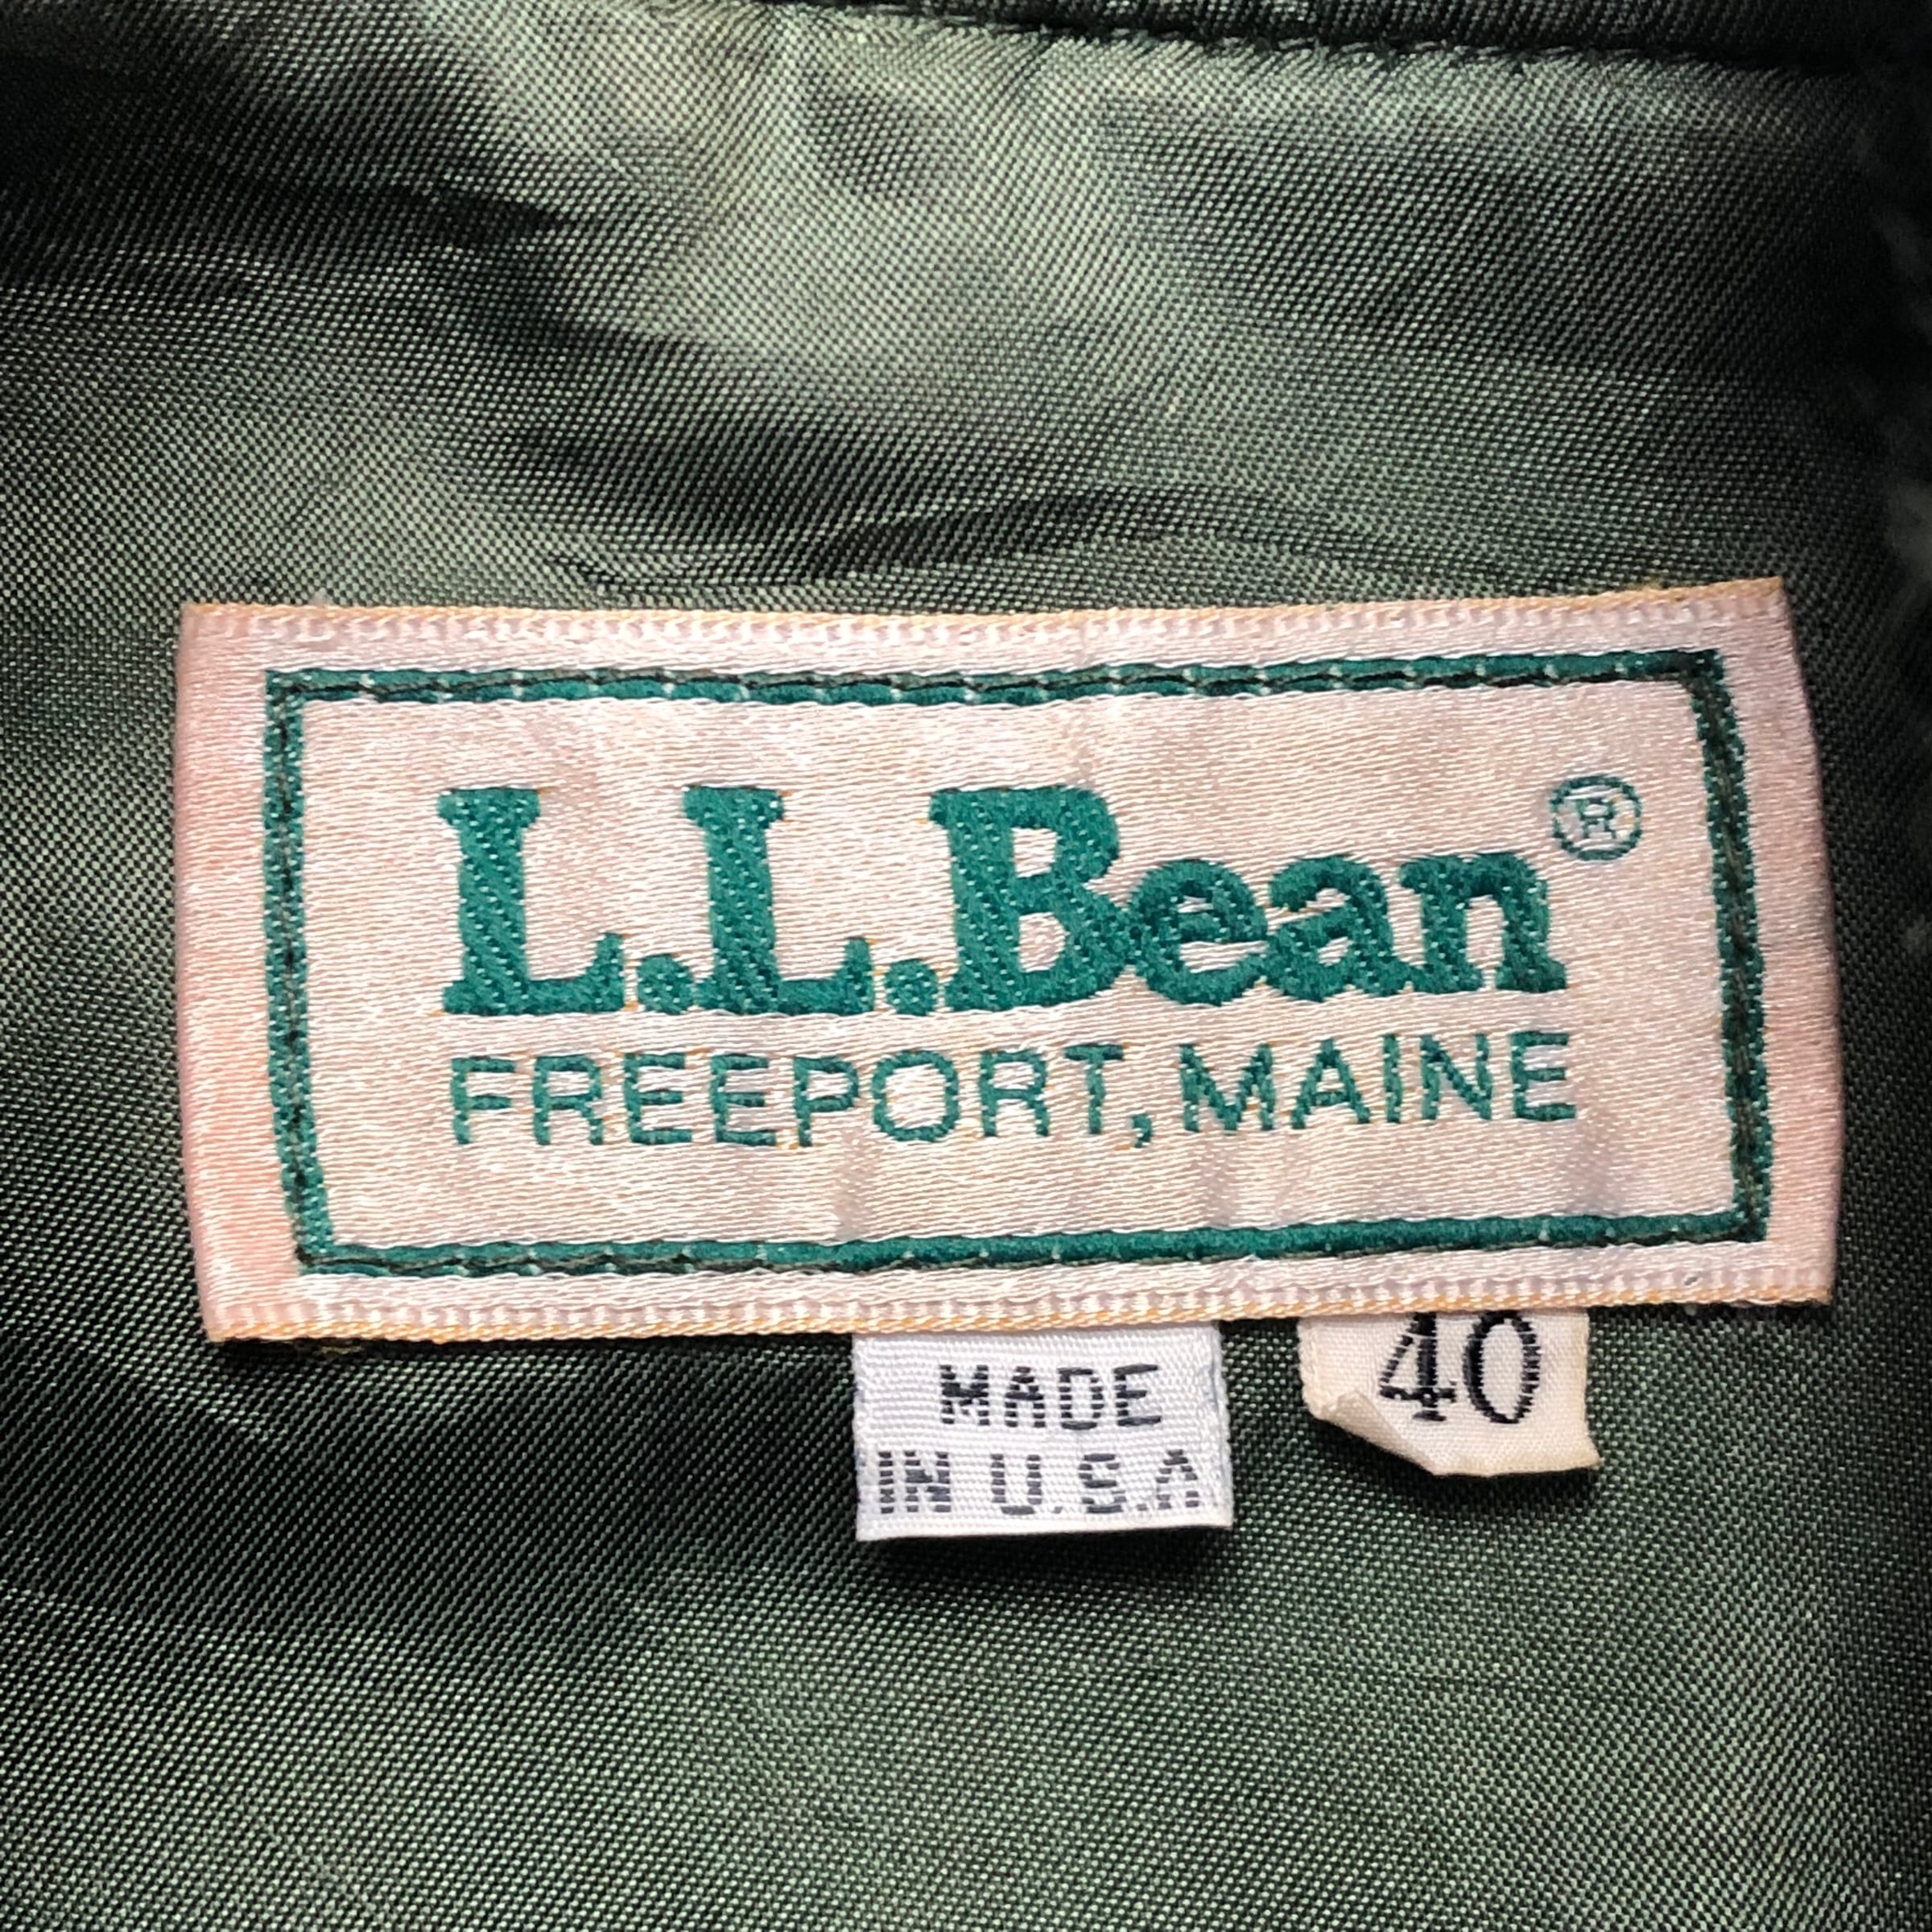 L.L.Bean®
FREEPORT, MAINE
MADE
IN U.S.A
40